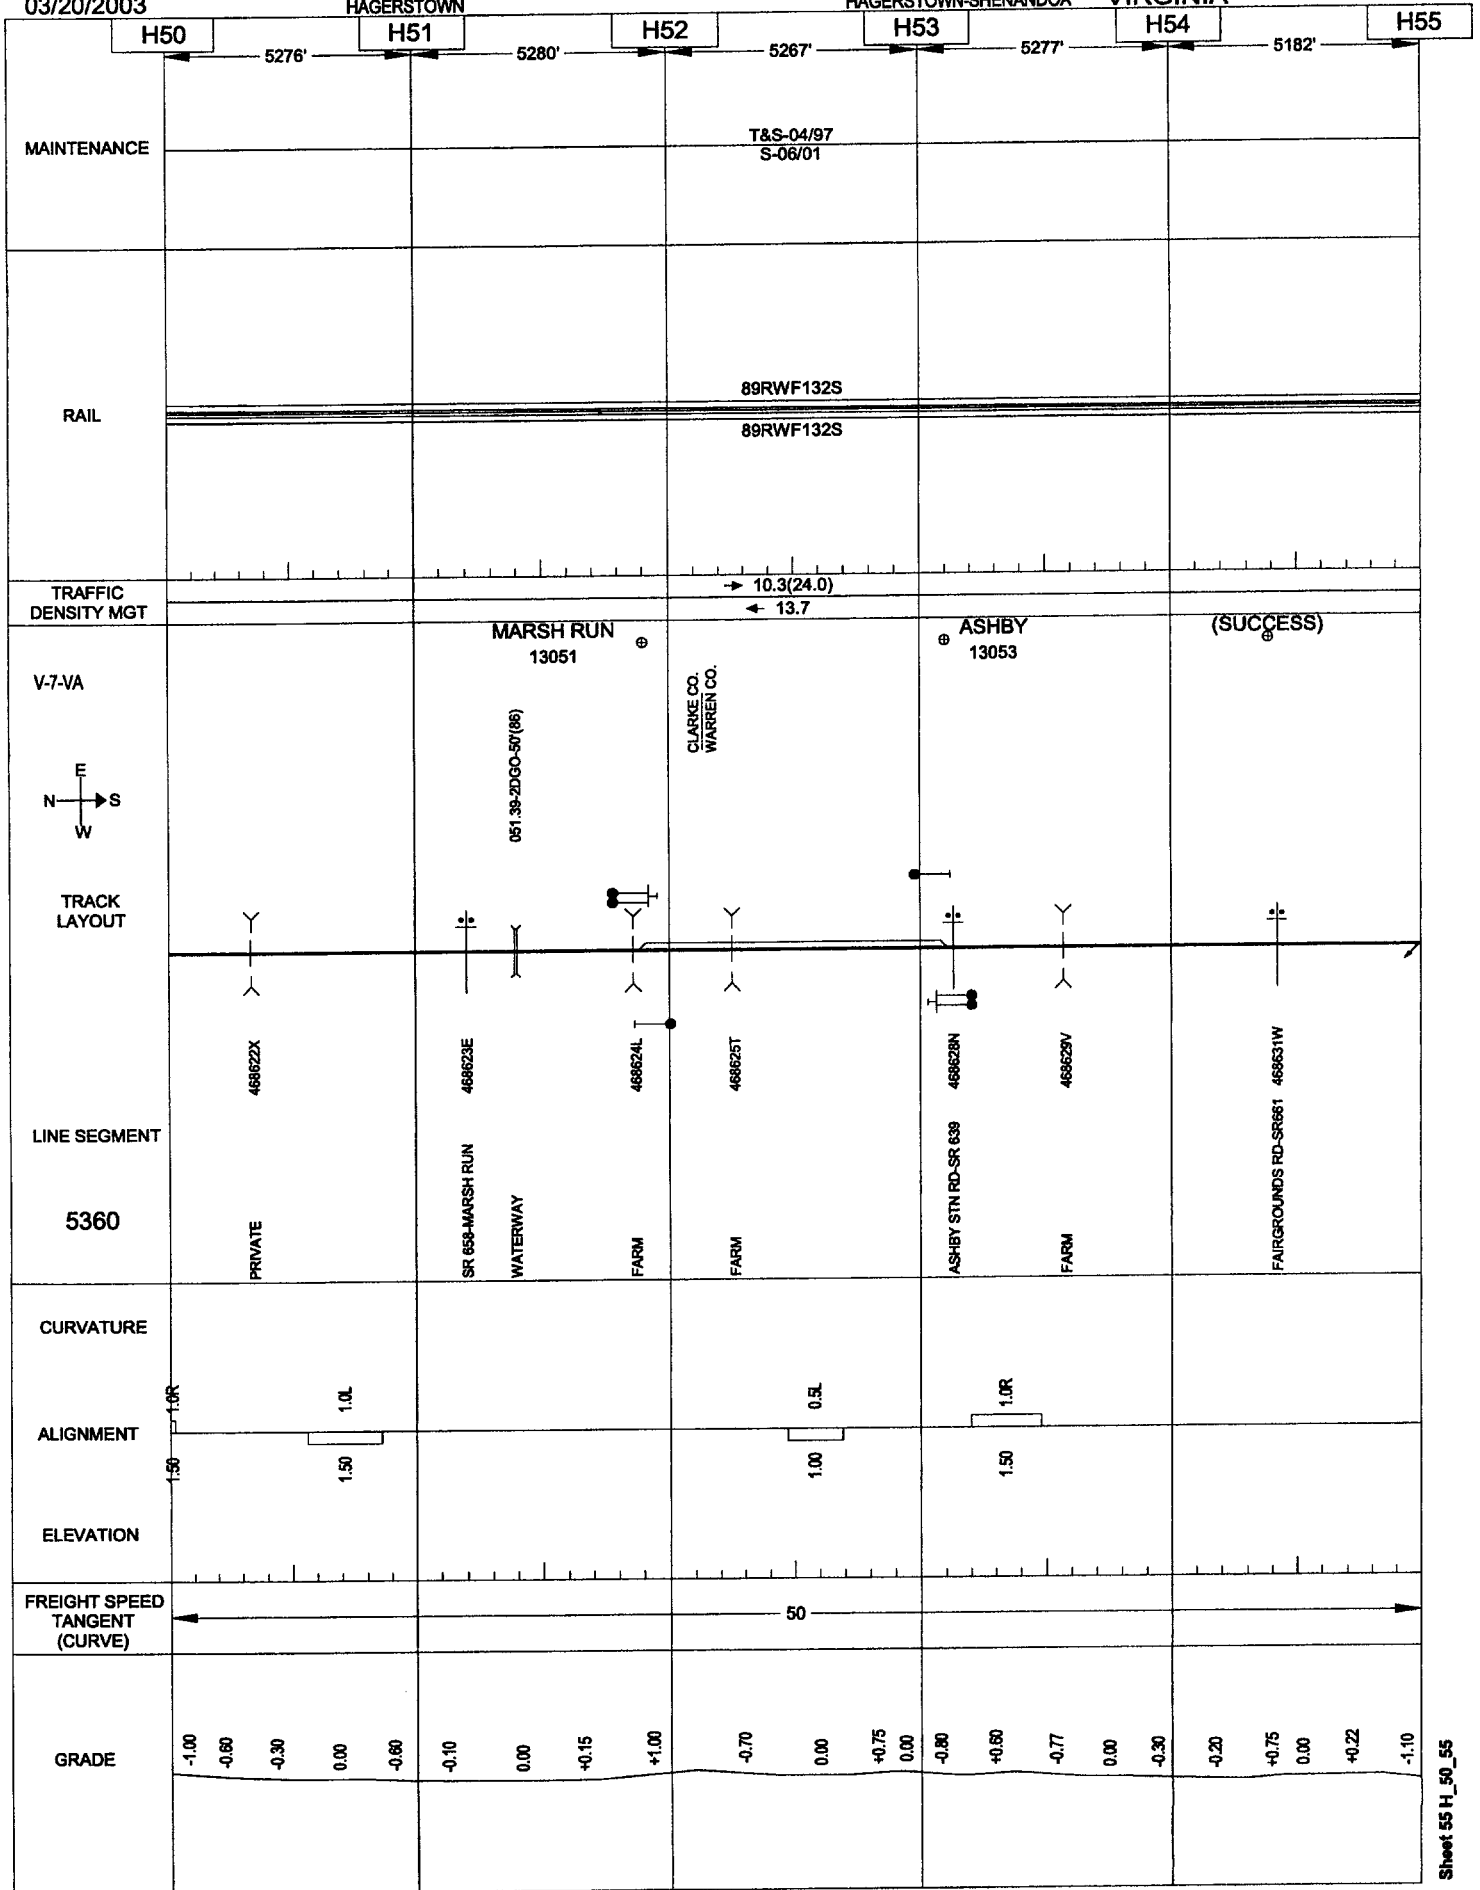 03/20/2003
HAGERSTOWN
HAGERSTOWN-SHENANDOA
VIRGINIA
H50
H51
H52
H53
H54
H55
5276'
5280'
5267'
5277'
5182'
MAINTENANCE
T&S-04/97
S-06/01
RAIL
89RWF132S
89RWF132S
TRAFFIC
DENSITY MGT
10.3(24.0)
13.7
MARSH RUN
13051
ASHBY
13053
(SUCCESS)
V-7-VA
CLARKE CO.
WARREN CO.
051.39-2DGO-50'(86)
E
N
S
W
TRACK
LAYOUT
468622X
468623E
468624L
468625T
468628N
468629V
468631W
LINE SEGMENT
5360
PRIVATE
SR 658-MARSH RUN
WATERWAY
FARM
FARM
ASHBY STN RD-SR 639
FARM
FAIRGROUNDS RD-SR661
CURVATURE
1.0R
1.0L
0.5L
1.0R
ALIGNMENT
1.50
1.50
1.00
1.50
ELEVATION
FREIGHT SPEED
TANGENT
(CURVE)
50
GRADE
-1.00
-0.60
-0.30
0.00
-0.60
-0.10
0.00
+0.15
+1.00
-0.70
0.00
+0.75
0.00
-0.80
+0.60
-0.77
0.00
-0.30
-0.20
+0.75
0.00
+0.22
-1.10
Sheet 55 H_50_55